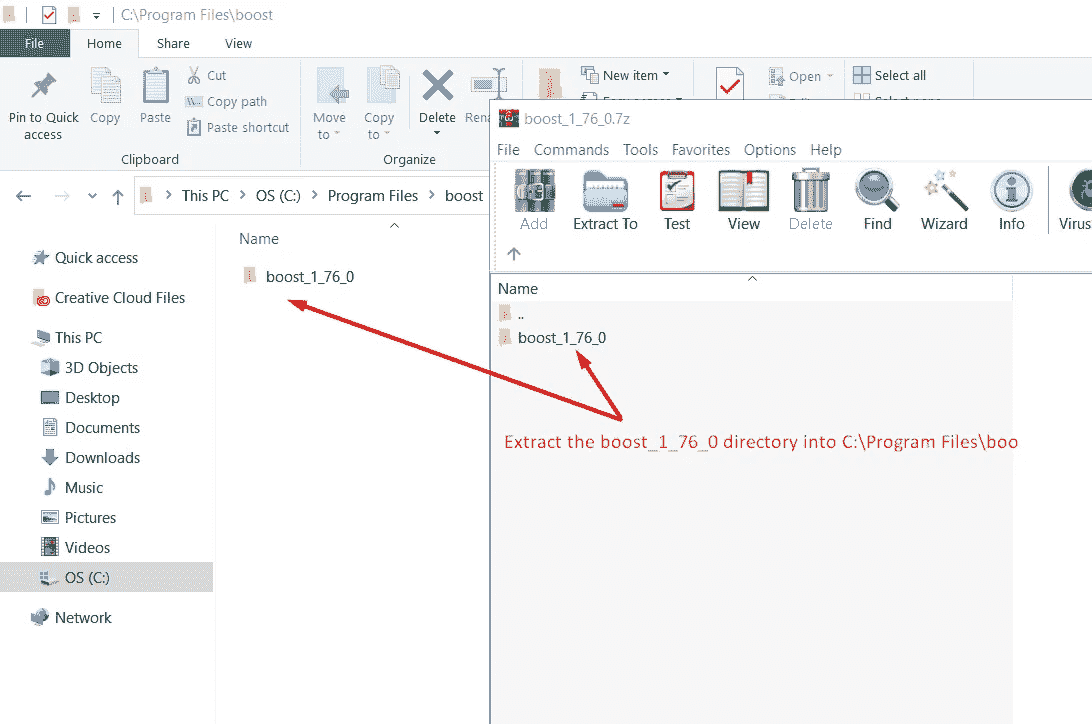 C:\Program Files\boost
File Home Share View
Pin to Quick access
Copy
Paste
Cut
Copy path
Paste shortcut
Clipboard
Move to
Copy to
Delete
Organize
New item
Open
Select all
This PC > OS (C:) > Program Files > boost
Name
boost_1_76_0
Quick access
Creative Cloud Files
This PC
3D Objects
Desktop
Documents
Downloads
Music
Pictures
Videos
OS (C:)
Network
boost_1_76_0.7z
File Commands Tools Favorites Options Help
Add Extract To Test View Delete Find Wizard Info Virus
Name
..
boost_1_76_0
Extract the boost_1_76_0 directory into C:\Program Files\boo